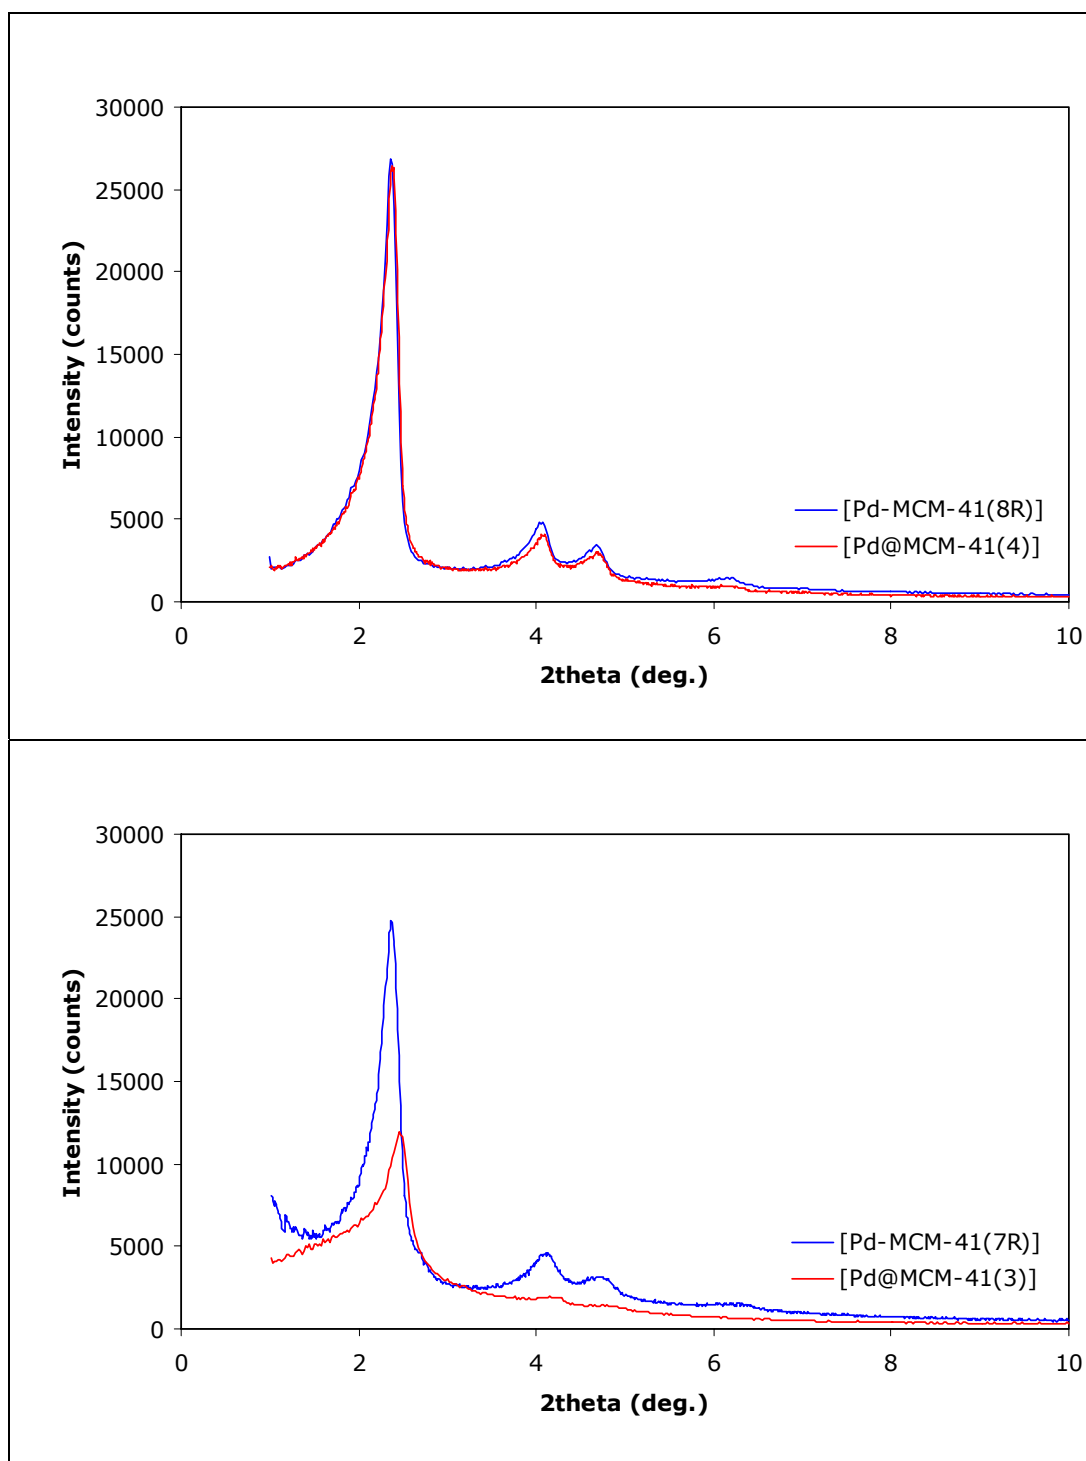 30000
25000
20000
15000
10000
5000
0
Intensity (counts)
[Pd-MCM-41(8R)]
[Pd@MCM-41(4)]
0 2 4 6 8 10
2theta (deg.)
30000
25000
20000
15000
10000
5000
0
Intensity (counts)
[Pd-MCM-41(7R)]
[Pd@MCM-41(3)]
0 2 4 6 8 10
2theta (deg.)